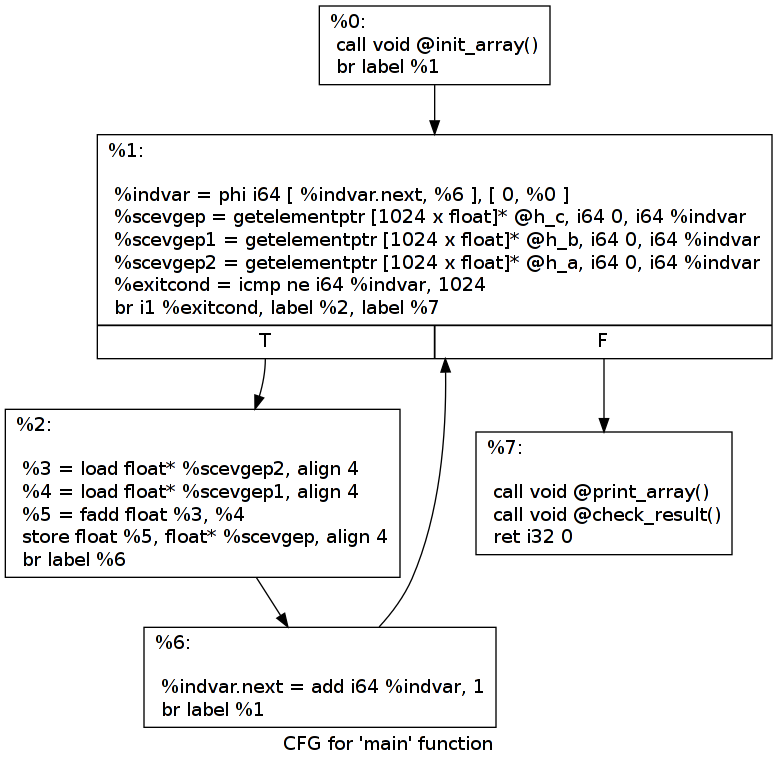 %0:
call void @init_array()
br label %1
%1:
%indvar = phi i64 [ %indvar.next, %6 ], [ 0, %0 ]
%scevgep = getelementptr [1024 x float]* @h_c, i64 0, i64 %indvar
%scevgep1 = getelementptr [1024 x float]* @h_b, i64 0, i64 %indvar
%scevgep2 = getelementptr [1024 x float]* @h_a, i64 0, i64 %indvar
%exitcond = icmp ne i64 %indvar, 1024
br i1 %exitcond, label %2, label %7
T
F
%2:
%3 = load float* %scevgep2, align 4
%4 = load float* %scevgep1, align 4
%5 = fadd float %3, %4
store float %5, float* %scevgep, align 4
br label %6
%7:
call void @print_array()
call void @check_result()
ret i32 0
%6:
%indvar.next = add i64 %indvar, 1
br label %1
CFG for 'main' function